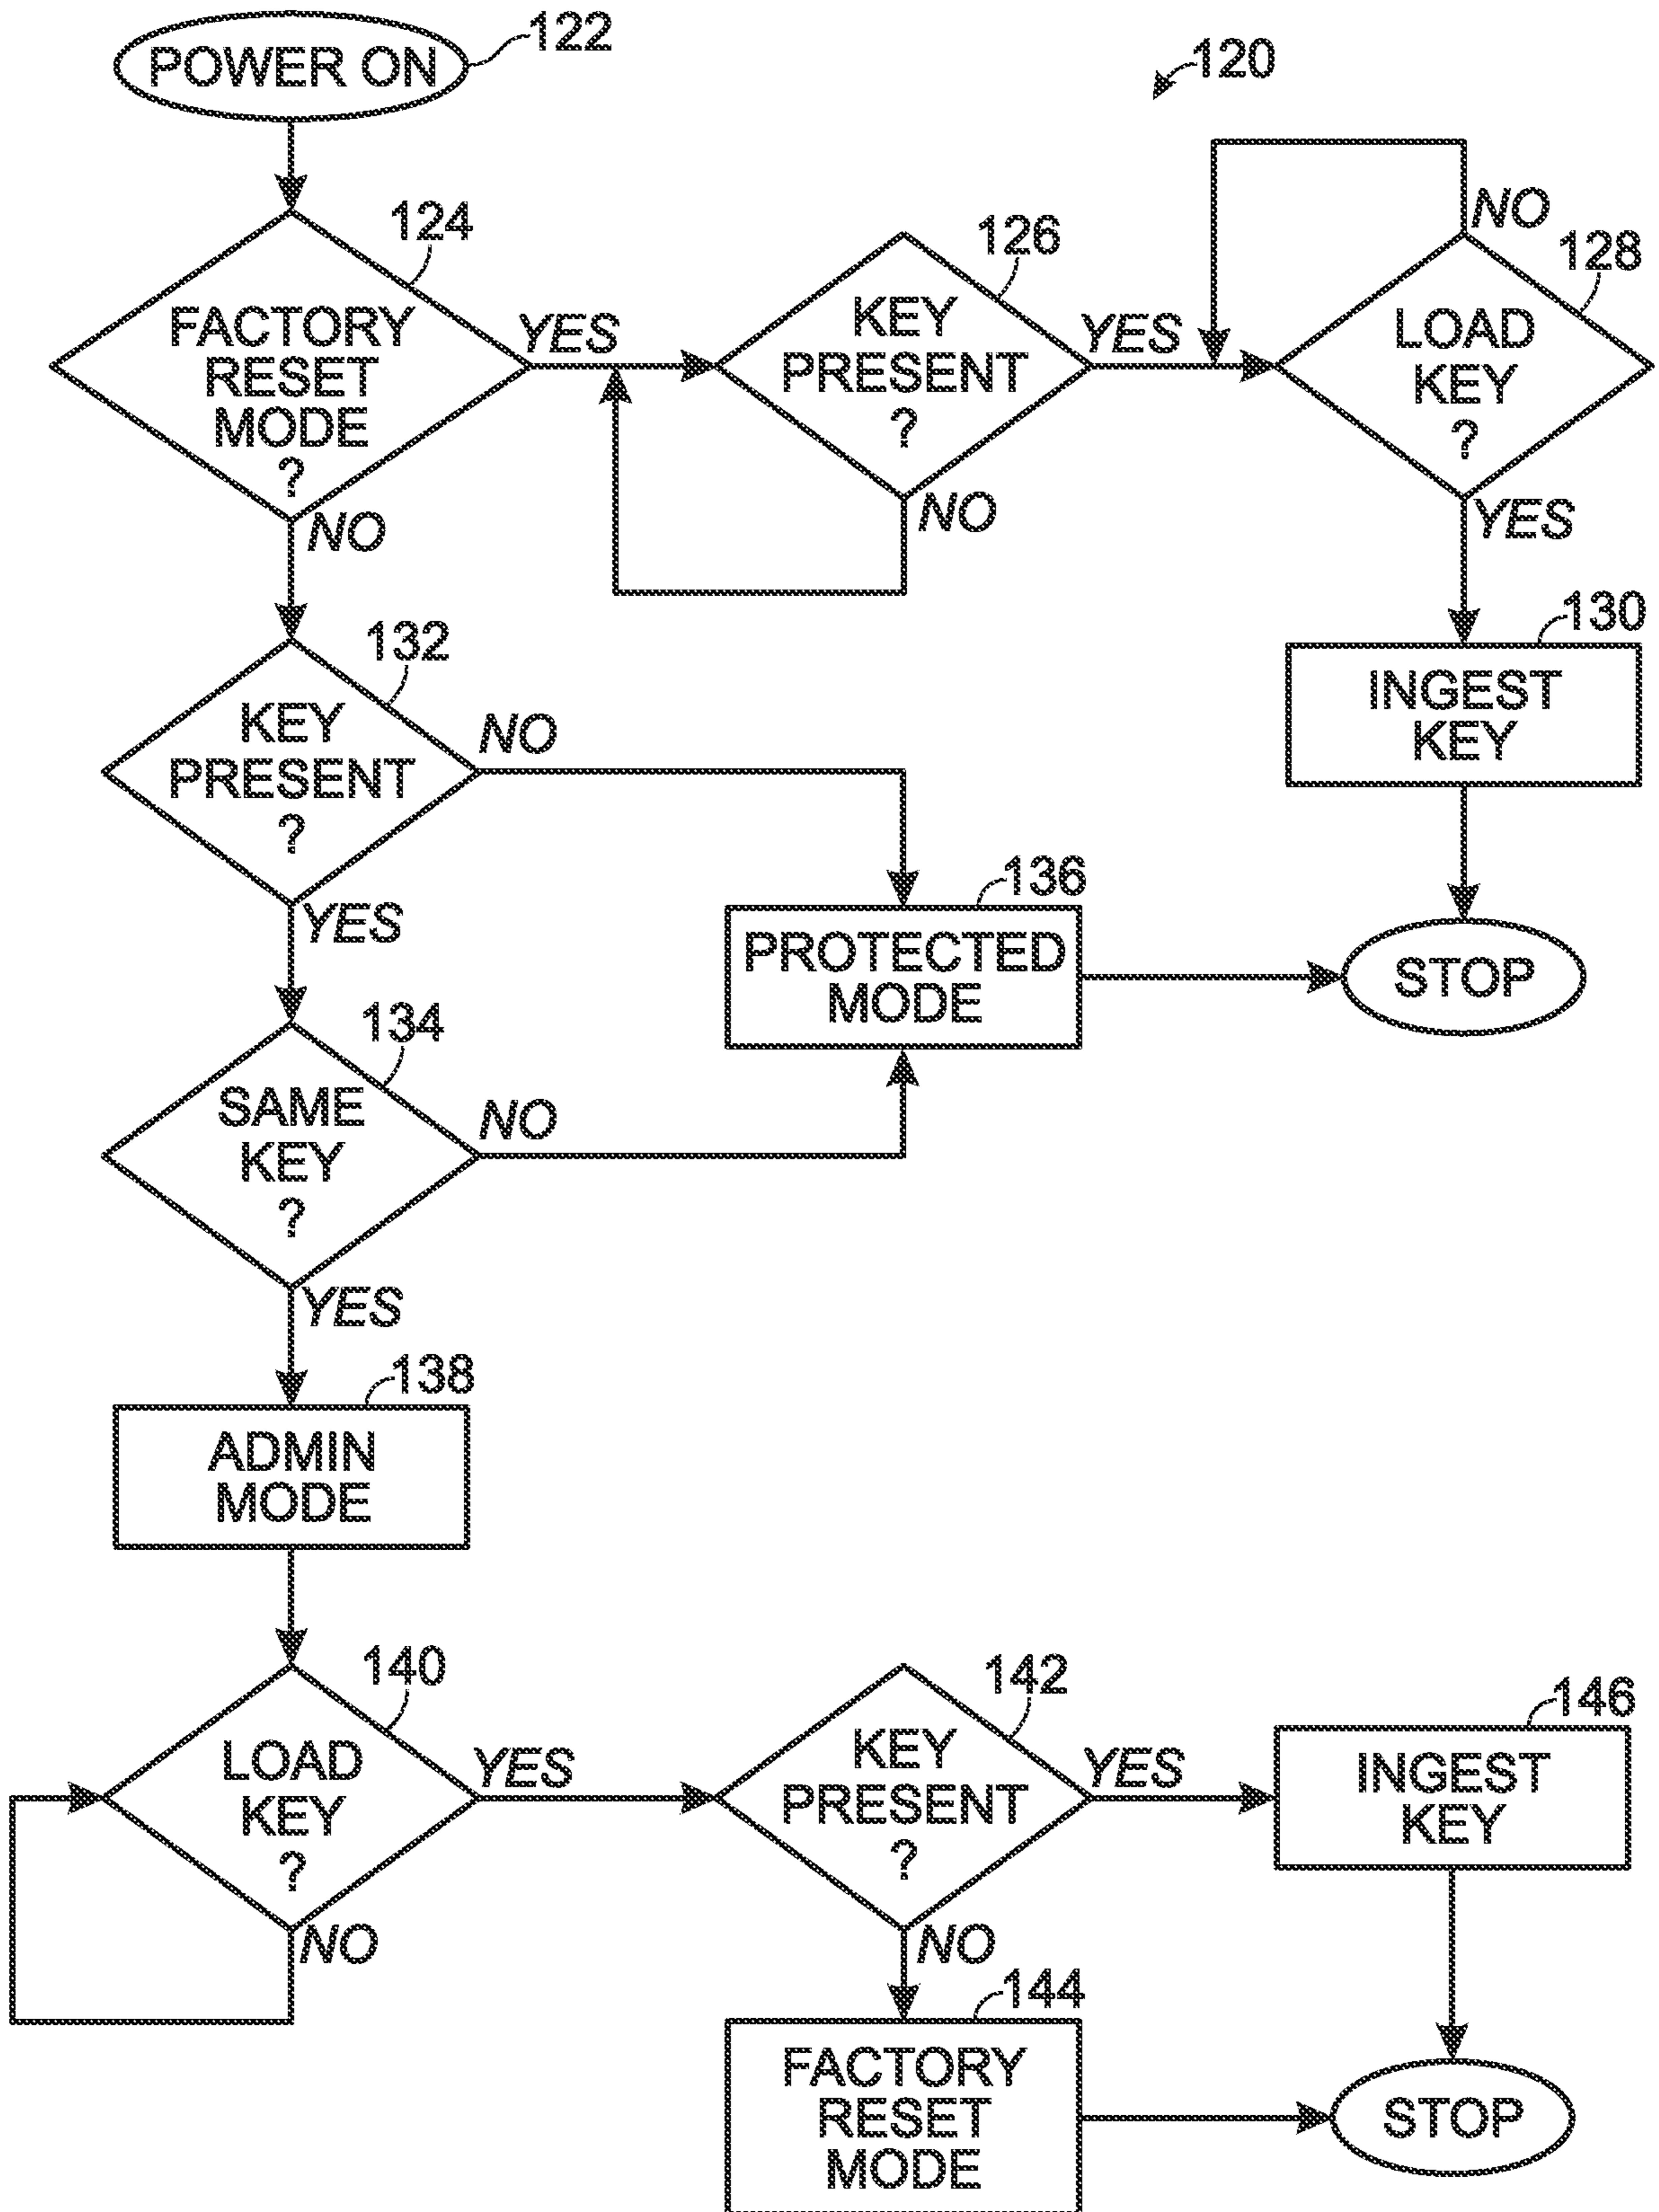 POWER ON
122
120
124
FACTORY
RESET
MODE
?
YES
NO
126
KEY
PRESENT
?
YES
NO
128
LOAD
KEY
?
NO
YES
130
INGEST
KEY
132
KEY
PRESENT
?
NO
YES
136
PROTECTED
MODE
STOP
134
SAME
KEY
?
NO
YES
138
ADMIN
MODE
140
LOAD
KEY
?
YES
NO
142
KEY
PRESENT
?
YES
NO
146
INGEST
KEY
144
FACTORY
RESET
MODE
STOP